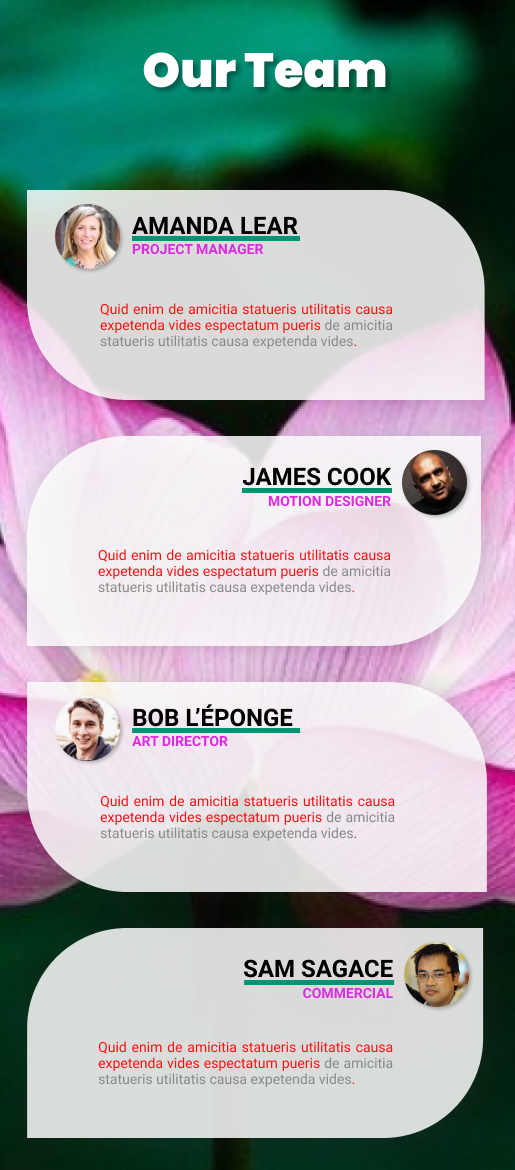 Our Team
AMANDA LEAR
PROJECT MANAGER
Quid enim de amicitia statueris utilitatis causa
expetenda vides espectatum pueris de amicitia
statueris utilitatis causa expetenda vides.
JAMES COOK
MOTION DESIGNER
Quid enim de amicitia statueris utilitatis causa
expetenda vides espectatum pueris de amicitia
statueris utilitatis causa expetenda vides.
BOB L'ÉPONGE
ART DIRECTOR
Quid enim de amicitia statueris utilitatis causa
expetenda vides espectatum pueris de amicitia
statueris utilitatis causa expetenda vides.
SAM SAGACE
COMMERCIAL
Quid enim de amicitia statueris utilitatis causa
expetenda vides espectatum pueris de amicitia
statueris utilitatis causa expetenda vides.